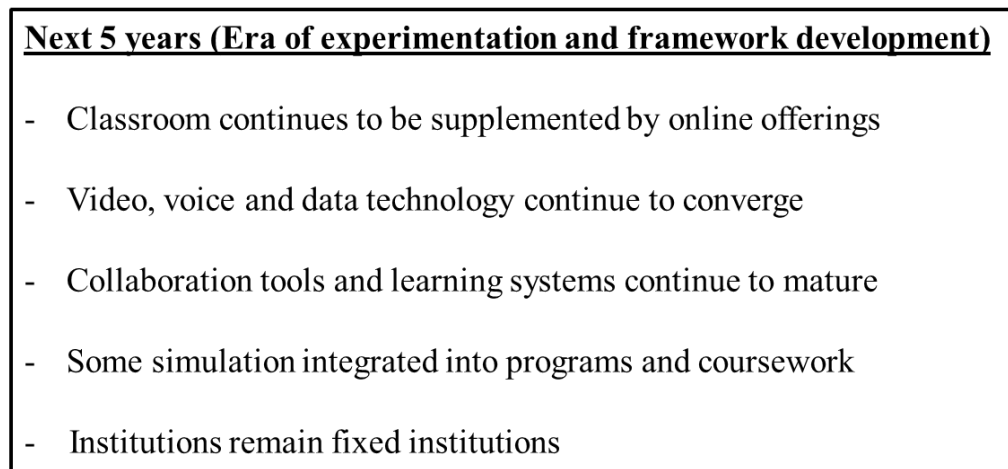 Next 5 years (Era of experimentation and framework development)
- Classroom continues to be supplemented by online offerings
- Video, voice and data technology continue to converge
- Collaboration tools and learning systems continue to mature
- Some simulation integrated into programs and coursework
- Institutions remain fixed institutions